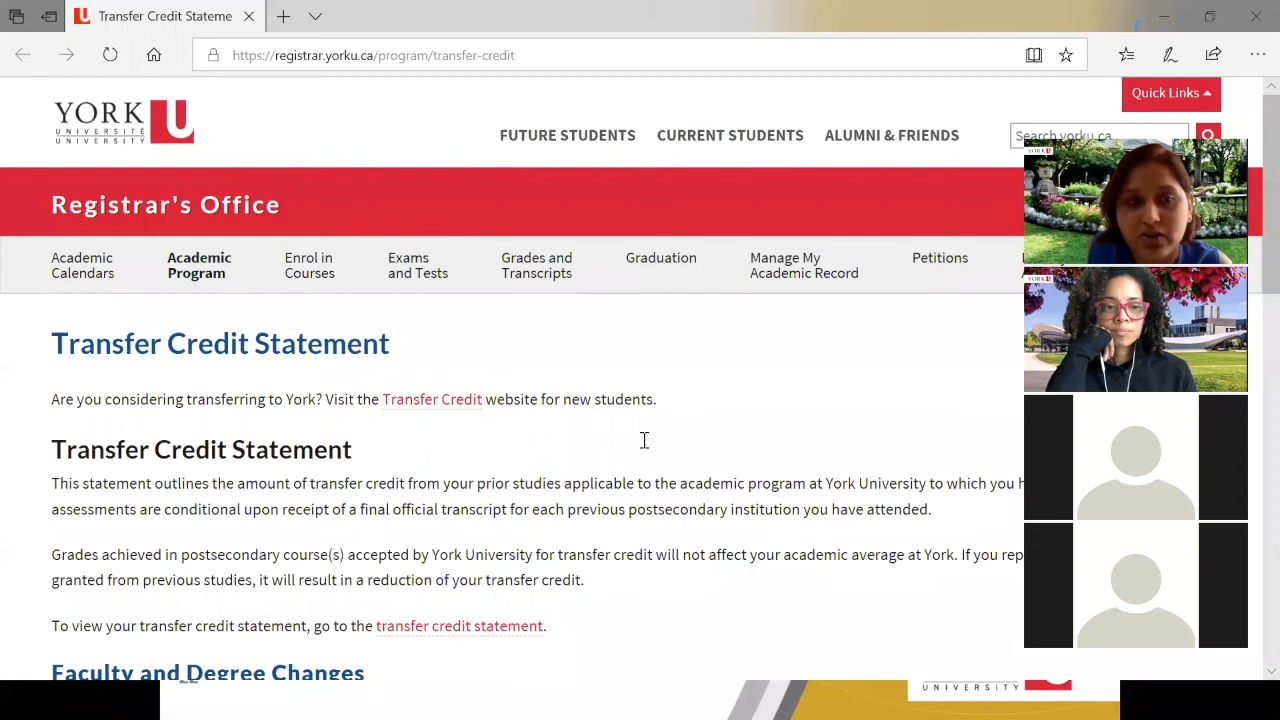 Transfer Credit Stateme
https://registrar.yorku.ca/program/transfer-credit
Quick Links
YORK U
UNIVERSITÉ
UNIVERSITY
FUTURE STUDENTS CURRENT STUDENTS ALUMNI & FRIENDS
Search yorku.ca
YORK U
Registrar's Office
Academic Calendars
Academic Program
Enrol in Courses
Exams and Tests
Grades and Transcripts
Graduation
Manage My Academic Record
Petitions
YORK U
Transfer Credit Statement
Are you considering transferring to York? Visit the Transfer Credit website for new students.
Transfer Credit Statement
This statement outlines the amount of transfer credit from your prior studies applicable to the academic program at York University to which you h
assessments are conditional upon receipt of a final official transcript for each previous postsecondary institution you have attended.
Grades achieved in postsecondary course(s) accepted by York University for transfer credit will not affect your academic average at York. If you rep
granted from previous studies, it will result in a reduction of your transfer credit.
To view your transfer credit statement, go to the transfer credit statement.
Faculty and Degree Changes
UNIVERSITY